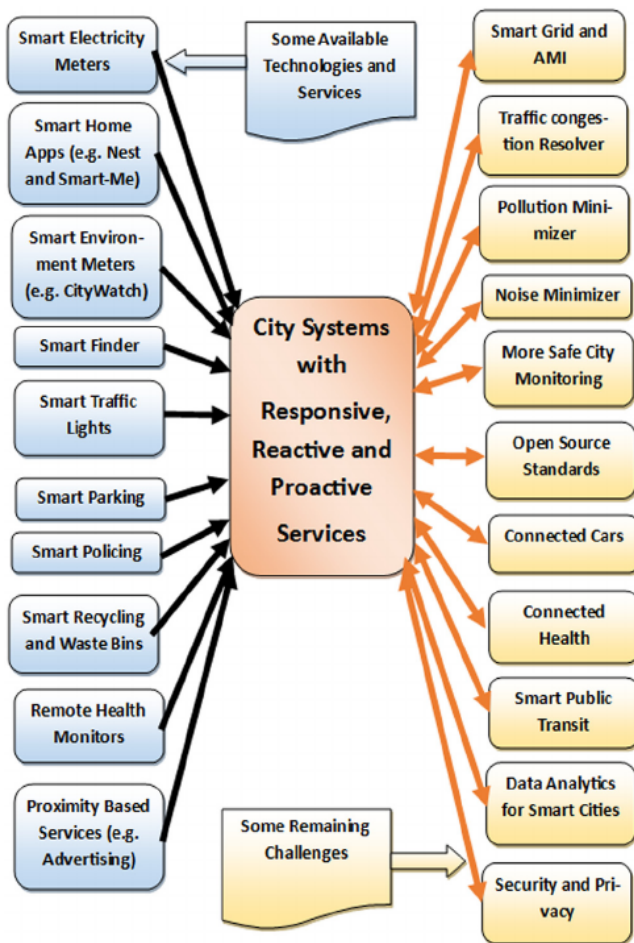 Smart Electricity
Meters
Smart Home
Apps (e.g. Nest
and Smart-Me)
Smart Environ-
ment Meters
(e.g. CityWatch)
Smart Finder
Smart Traffic
Lights
Smart Parking
Smart Policing
Smart Recycling
and Waste Bins
Remote Health
Monitors
Proximity Based
Services (e.g.
Advertising)
Some Available
Technologies and
Services
City Systems
with
Responsive,
Reactive and
Proactive
Services
Some Remaining
Challenges
Smart Grid and
AMI
Traffic conges-
tion Resolver
Pollution Mini-
mizer
Noise Minimizer
More Safe City
Monitoring
Open Source
Standards
Connected Cars
Connected
Health
Smart Public
Transit
Data Analytics
for Smart Cities
Security and Pri-
vacy